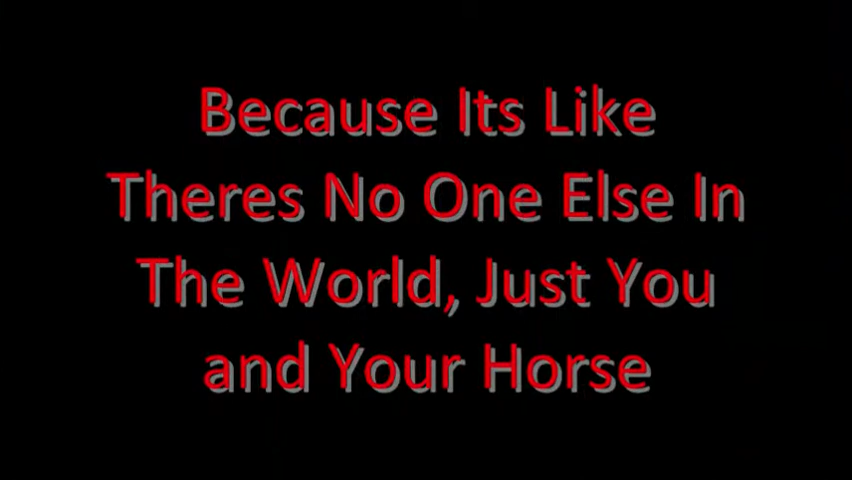 Because Its Like
Theres No One Else In
The World, Just You
and Your Horse